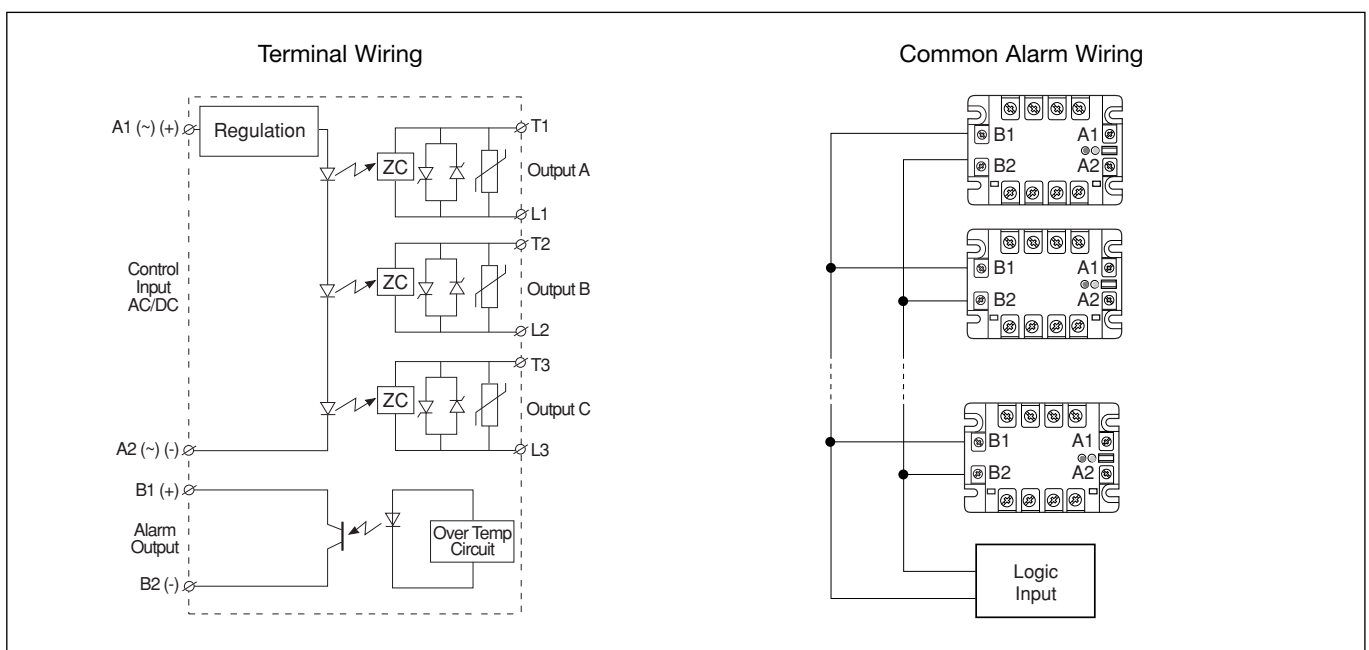 Terminal Wiring
A1 (~) (+)
Regulation
ZC
T1
Output A
L1
T2
Control
Input
AC/DC
ZC
Output B
L2
T3
ZC
Output C
A2 (~) (-)
L3
B1 (+)
Alarm
Output
Over Temp
Circuit
B2 (-)
Common Alarm Wiring
B1
A1
B2
A2
B1
A1
B2
A2
B1
A1
B2
A2
Logic
Input